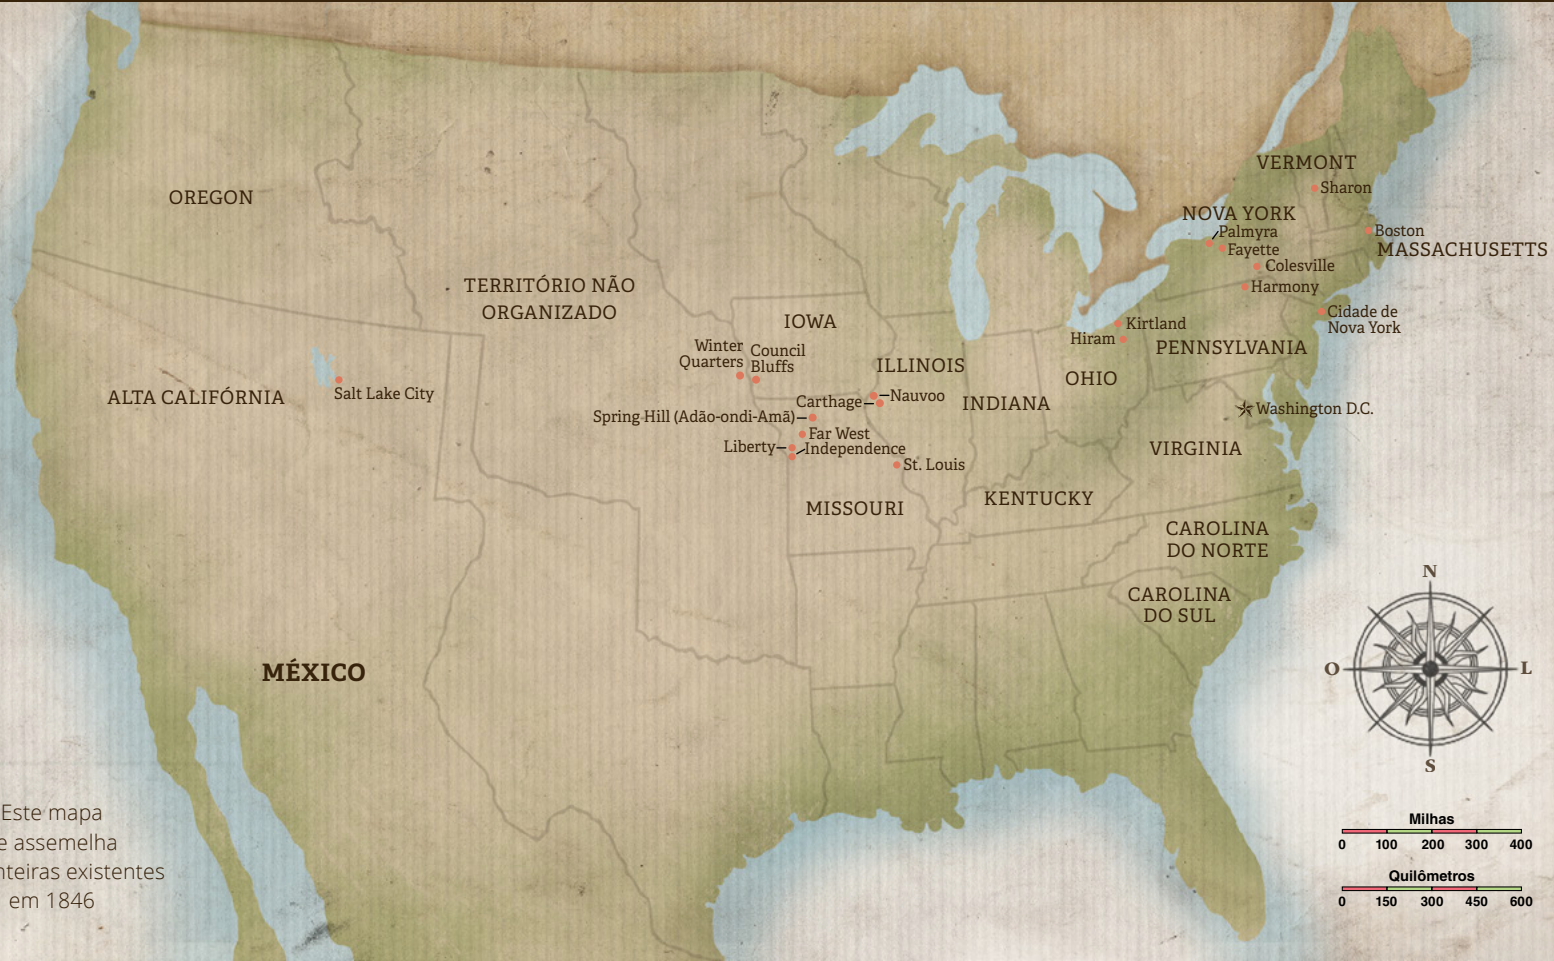 VERMONT
Sharon
NOVA YORK
Palmyra
Fayette
Boston
MASSACHUSETTS
Colesville
Harmony
Cidade de
Nova York
OREGON
TERRITÓRIO NÃO
ORGANIZADO
IOWA
Kirtland
Hiram
PENNSYLVANIA
Winter
Quarters
Council
Bluffs
ILLINOIS
OHIO
ALTA CALIFÓRNIA
Salt Lake City
Nauvoo
Carthage
INDIANA
Washington D.C.
Spring Hill (Adão-ondi-Amã)
Far West
Liberty
Independence
St. Louis
VIRGINIA
MISSOURI
KENTUCKY
CAROLINA
DO NORTE
CAROLINA
DO SUL
MÉXICO
N
O
L
S
Este mapa
e assemelha
nteiras existentes
em 1846
Milhas
0 100 200 300 400
Quilômetros
0 150 300 450 600